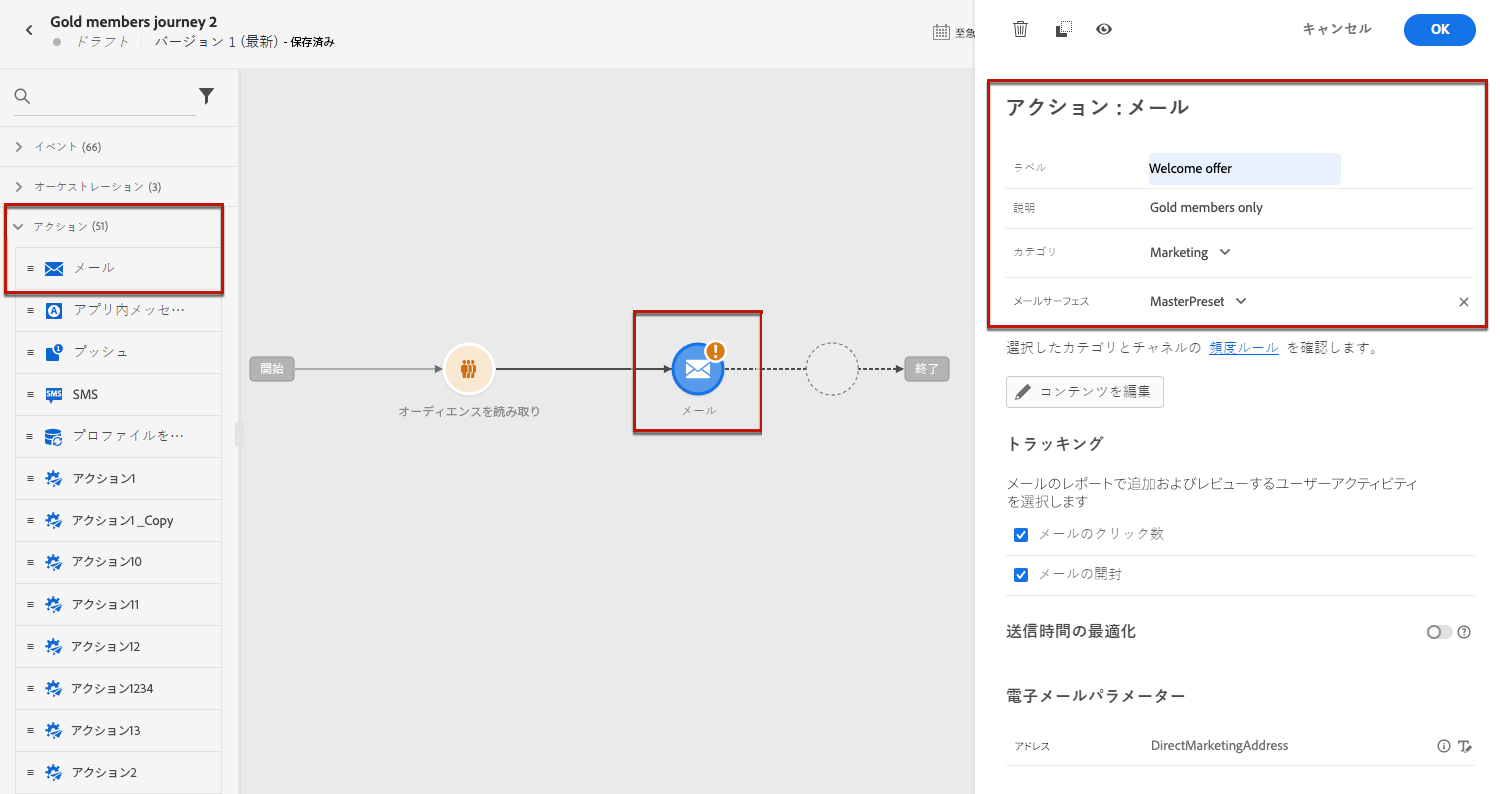 Gold members journey 2
ドラフト バージョン 1 (最新) - 保存済み
至急
キャンセル
OK
イベント (66)
オーケストレーション (3)
アクション (51)
メール
アプリ内メッセ…
プッシュ
SMS
SMS
プロファイルを…
アクション1
アクション1 _Copy
アクション10
アクション11
アクション12
アクション1234
アクション13
アクション2
開始
オーディエンスを読み取り
メール
終了
アクション : メール
ラベル Welcome offer
説明 Gold members only
カテゴリ Marketing
メールサーフェス MasterPreset
選択したカテゴリとチャネルの 頻度ルール を確認します。
コンテンツを編集
トラッキング
メールのレポートで追加およびレビューするユーザーアクティビティ
を選択します
メールのクリック数
メールの開封
送信時間の最適化
電子メールパラメーター
アドレス DirectMarketingAddress